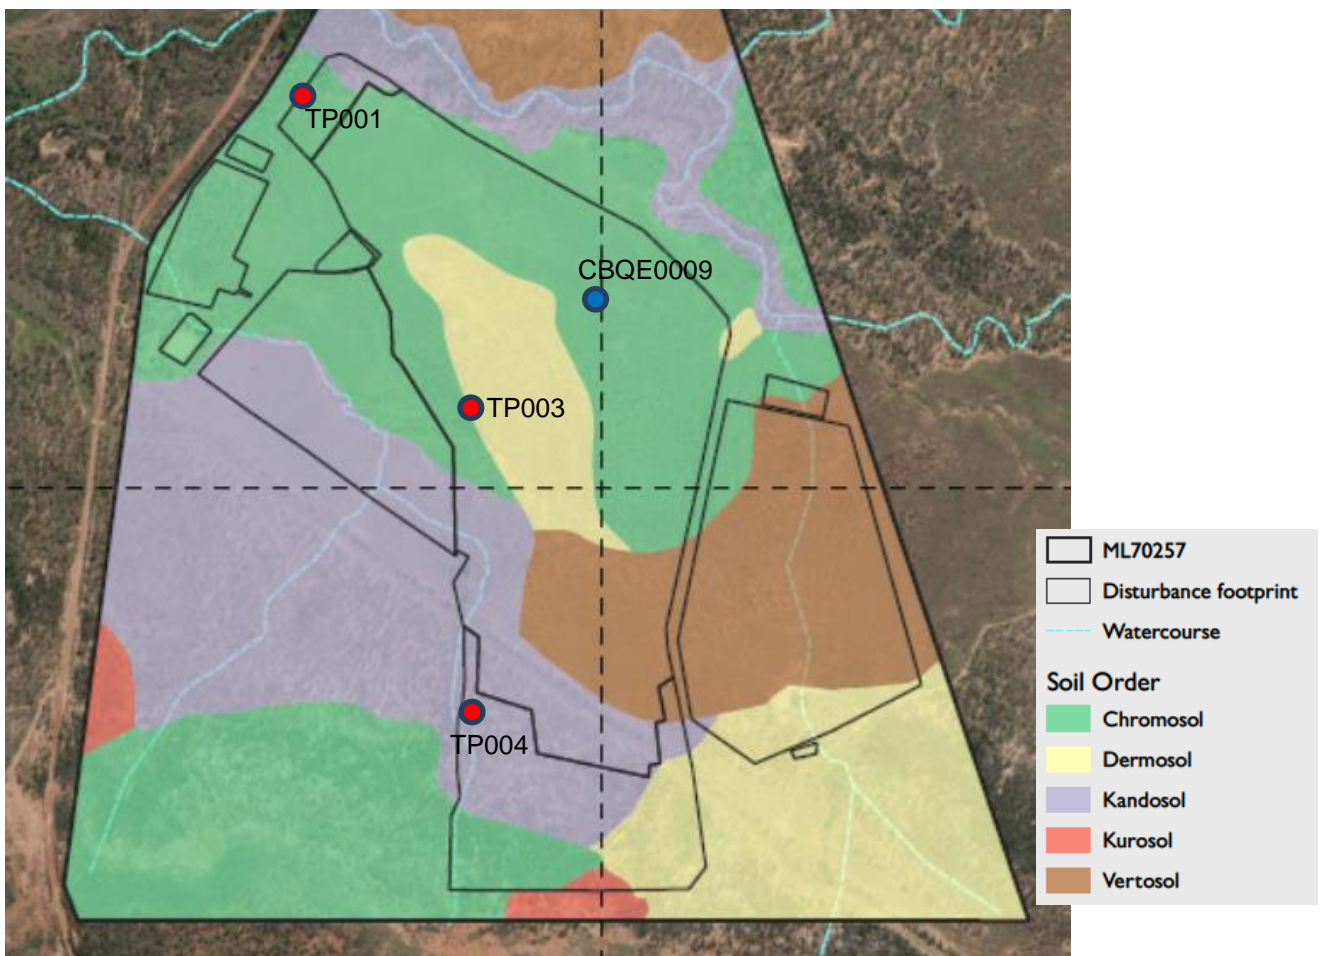 TP001
CBQE0009
TP003
TP004
ML70257
Disturbance footprint
Watercourse
Soil Order
Chromosol
Dermosol
Kandosol
Kurosol
Vertosol